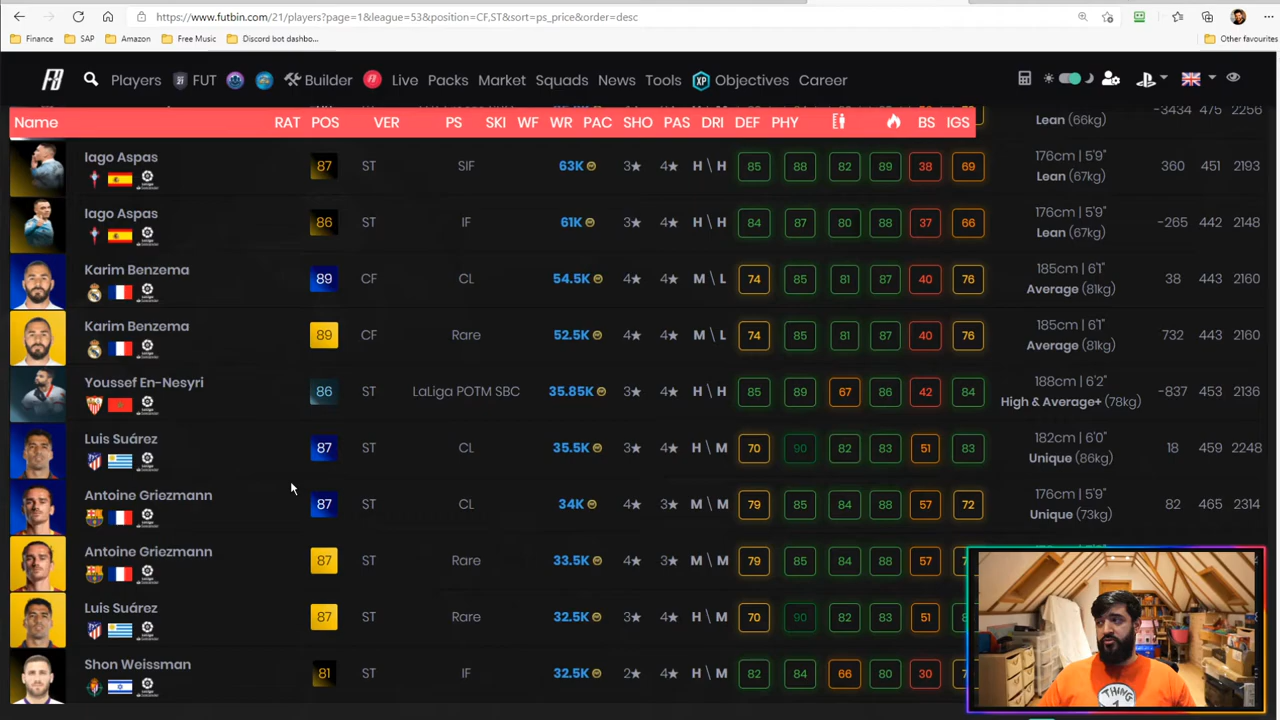 https://www.futbin.com/21/players?page=1&league=53&position=CF,ST&sort=ps_price&order=desc
Finance SAP Amazon Free Music Discord bot dashbo... Other favourites
Players FUT Builder Live Packs Market Squads News Tools XP Objectives Career
Name RAT POS VER PS SKI WF WR PAC SHO PAS DRI DEF PHY BS IGS
-3434 475 2256
Lean (66kg)
Iago Aspas 87 ST SIF 63K 3★ 4★ H \ H 85 88 82 89 38 69 176cm | 5'9" 360 451 2193
Lean (67kg)
Iago Aspas 86 ST IF 61K 3★ 4★ H \ H 84 87 80 88 37 66 176cm | 5'9" -265 442 2148
Lean (67kg)
Karim Benzema 89 CF CL 54.5K 4★ 4★ M \ L 74 85 81 87 40 76 185cm | 6'1" 38 443 2160
Average (81kg)
Karim Benzema 89 CF Rare 52.5K 4★ 4★ M \ L 74 85 81 87 40 76 185cm | 6'1" 732 443 2160
Average (81kg)
Youssef En-Nesyri 86 ST LaLiga POTM SBC 35.85K 3★ 4★ H \ H 85 89 67 86 42 84 188cm | 6'2" -837 453 2136
High & Average+ (78kg)
Luis Suárez 87 ST CL 35.5K 3★ 4★ H \ M 70 90 82 83 51 83 182cm | 6'0" 18 459 2248
Unique (86kg)
Antoine Griezmann 87 ST CL 34K 4★ 3★ M \ M 79 85 84 88 57 72 176cm | 5'9" 82 465 2314
Unique (73kg)
Antoine Griezmann 87 ST Rare 33.5K 4★ 3★ M \ M 79 85 84 88 57
Luis Suárez 87 ST Rare 32.5K 3★ 4★ H \ M 70 90 82 83 51
Shon Weissman 81 ST IF 32.5K 2★ 4★ H \ M 82 84 66 80 30
THING